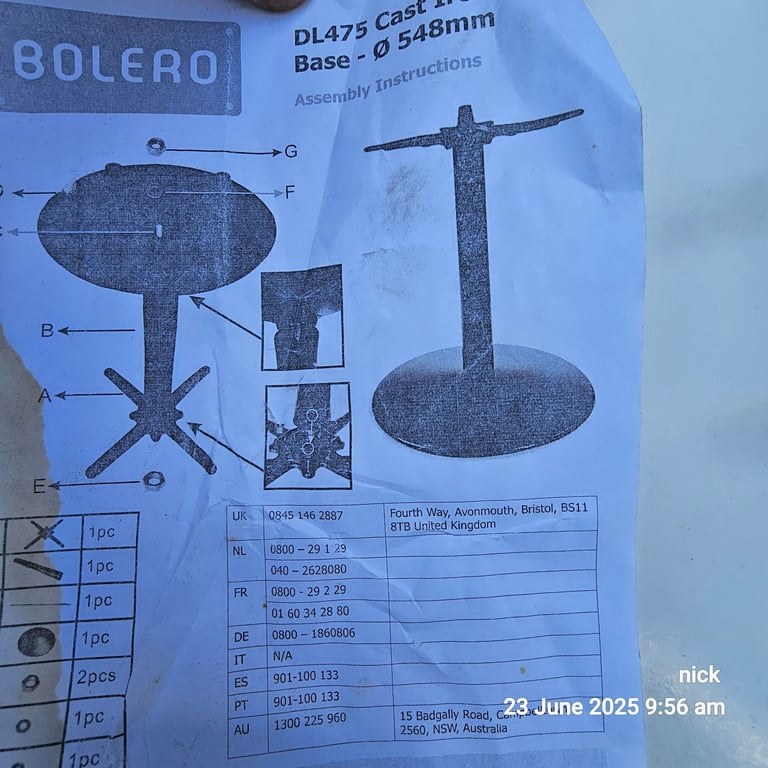 BOLERO
DL475 Cast
Base - Ø 548mm
Assembly Instructions
G
F
B
A
E
1pc
1pc
1pc
1pc
2pcs
1pc
1pc
UK 0845 146 2887 Fourth Way, Avonmouth, Bristol, BS11
8TB United Kingdom
NL 0800 – 29 1 29
040 – 2628080
FR 0800 - 29 2 29
01 60 34 28 80
DE 0800 – 1860806
IT N/A
ES 901-100 133
PT 901-100 133
AU 1300 225 960 15 Badgally Road,
2560, NSW, Australia
nick
23 June 2025 9:56 am